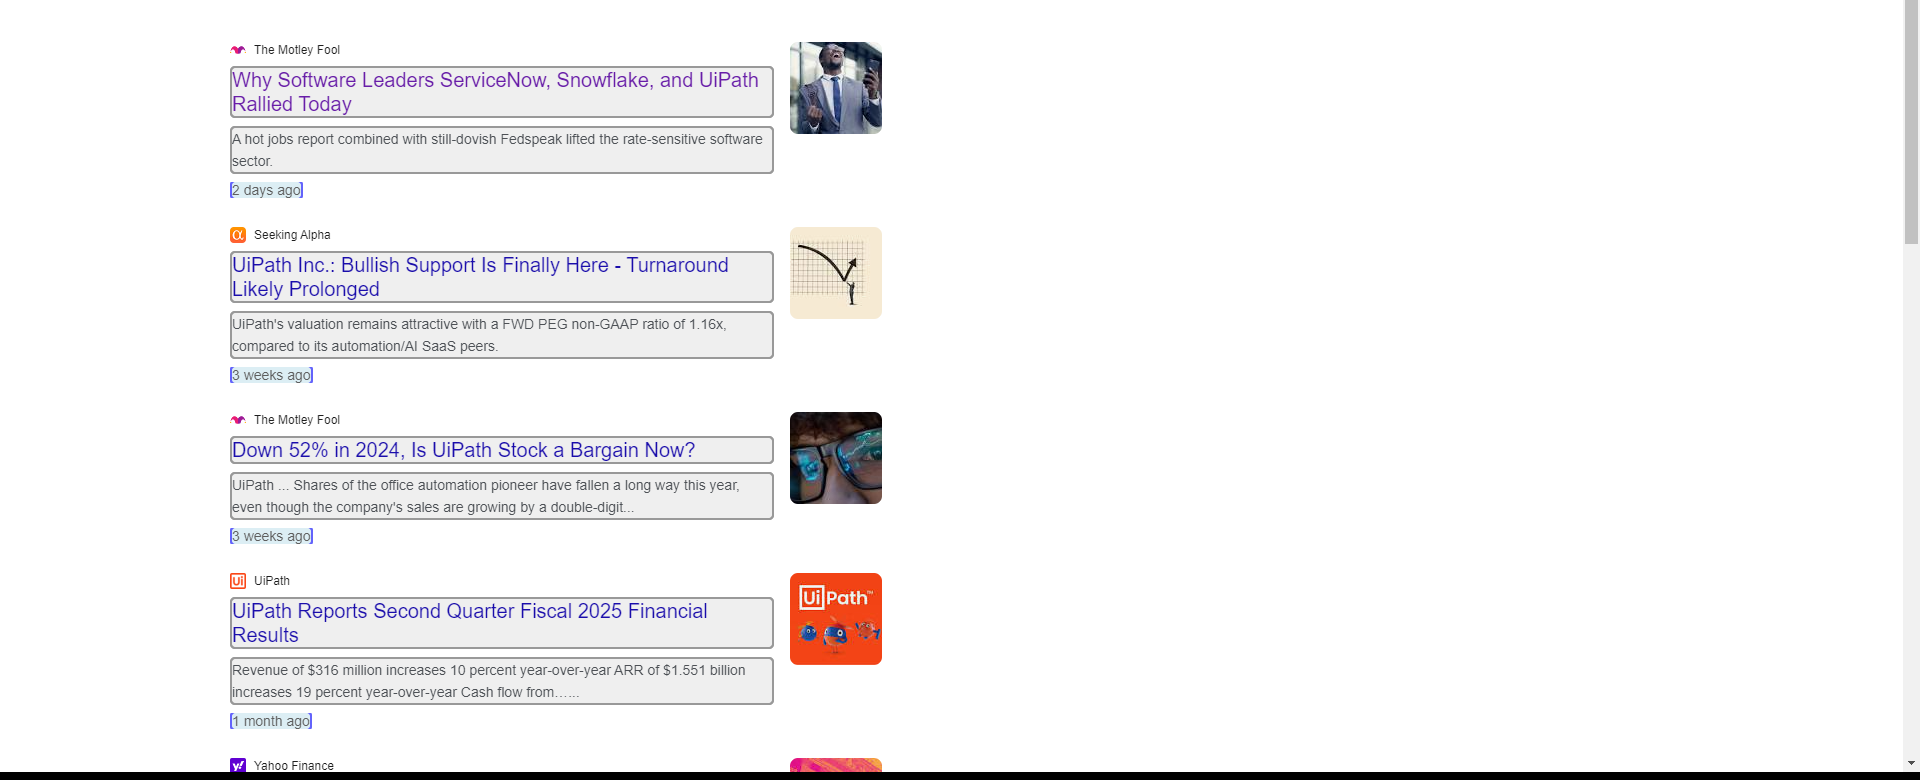 The Motley Fool
Why Software Leaders ServiceNow, Snowflake, and UiPath
Rallied Today
A hot jobs report combined with still-dovish Fedspeak lifted the rate-sensitive software
sector.
2 days ago
Seeking Alpha
UiPath Inc.: Bullish Support Is Finally Here - Turnaround
Likely Prolonged
UiPath's valuation remains attractive with a FWD PEG non-GAAP ratio of 1.16x,
compared to its automation/AI SaaS peers.
3 weeks ago
The Motley Fool
Down 52% in 2024, Is UiPath Stock a Bargain Now?
UiPath ... Shares of the office automation pioneer have fallen a long way this year,
even though the company's sales are growing by a double-digit...
3 weeks ago
Ui UiPath
UiPath Reports Second Quarter Fiscal 2025 Financial
Results
UiPath™
Revenue of $316 million increases 10 percent year-over-year ARR of $1.551 billion
increases 19 percent year-over-year Cash flow from…...
1 month ago
y! Yahoo Finance